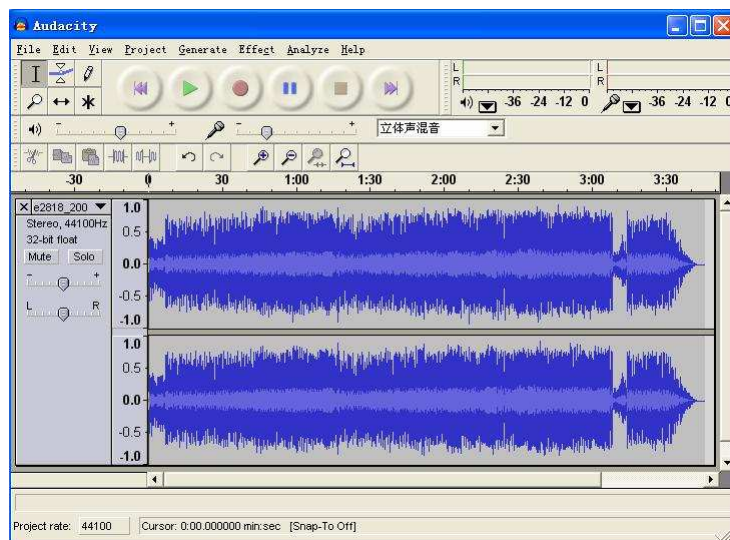 Audacity
File Edit View Project Generate Effect Analyze Help
L
R
-36 -24 -12 0
L
R
-36 -24 -12 0
- + - + 立体声混音
-30 0 30 1:00 1:30 2:00 2:30 3:00 3:30
e2818_200
Stereo, 44100Hz
32-bit float
Mute Solo
- +
L R
1.0
0.5
0.0
-0.5
-1.0
1.0
0.5
0.0
-0.5
-1.0
Project rate: 44100 Cursor: 0:00.000000 min:sec [Snap-To Off]